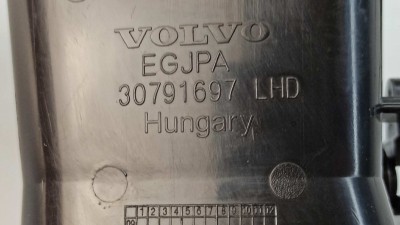 VOLVO
EGJPA
30791697 LHD
Hungary
1 2 3 4 5 6 7 8 9 10 11 12